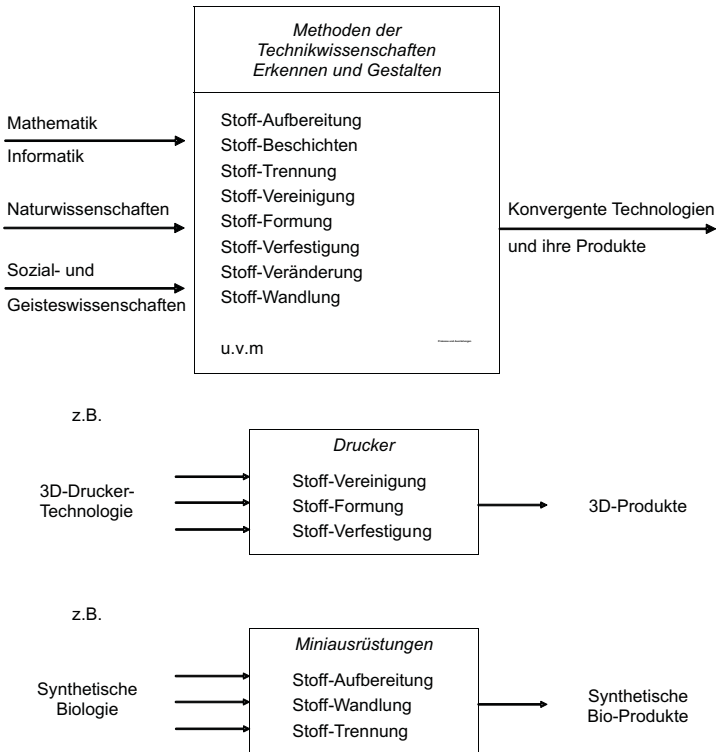 Methoden der
Technikwissenschaften
Erkennen und Gestalten
Mathematik
Informatik
Naturwissenschaften
Sozial- und
Geisteswissenschaften
Stoff-Aufbereitung
Stoff-Beschichten
Stoff-Trennung
Stoff-Vereinigung
Stoff-Formung
Stoff-Verfestigung
Stoff-Veränderung
Stoff-Wandlung
u.v.m
Konvergente Technologien
und ihre Produkte
z.B.
3D-Drucker-
Technologie
Drucker
Stoff-Vereinigung
Stoff-Formung
Stoff-Verfestigung
3D-Produkte
z.B.
Synthetische
Biologie
Miniausrüstungen
Stoff-Aufbereitung
Stoff-Wandlung
Stoff-Trennung
Synthetische
Bio-Produkte